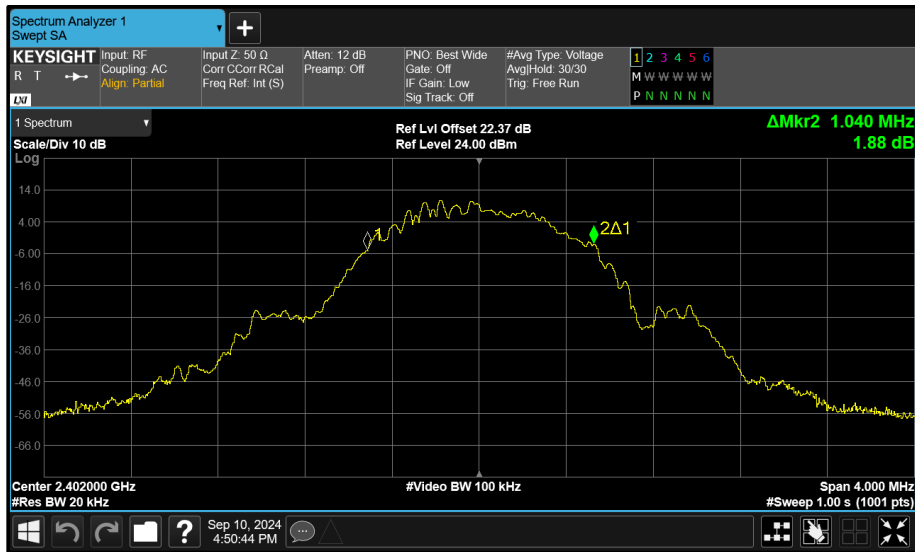 Spectrum Analyzer 1
Swept SA
KEYSIGHT
R T
LXI
Input: RF
Coupling: AC
Align: Partial
Input Z: 50 Ω
Corr CCorr RCal
Freq Ref: Int (S)
Atten: 12 dB
Preamp: Off
PNO: Best Wide
Gate: Off
IF Gain: Low
Sig Track: Off
#Avg Type: Voltage
Avg|Hold: 30/30
Trig: Free Run
1 2 3 4 5 6
M W W W W W
P N N N N N
1 Spectrum
Scale/Div 10 dB
Log
Ref Lvl Offset 22.37 dB
Ref Level 24.00 dBm
ΔMkr2 1.040 MHz
1.88 dB
14.0
4.00
-6.00
-16.0
-26.0
-36.0
-46.0
-56.0
-66.0
1
2Δ1
Center 2.402000 GHz
#Res BW 20 kHz
#Video BW 100 kHz
Span 4.000 MHz
#Sweep 1.00 s (1001 pts)
?
Sep 10, 2024
4:50:44 PM